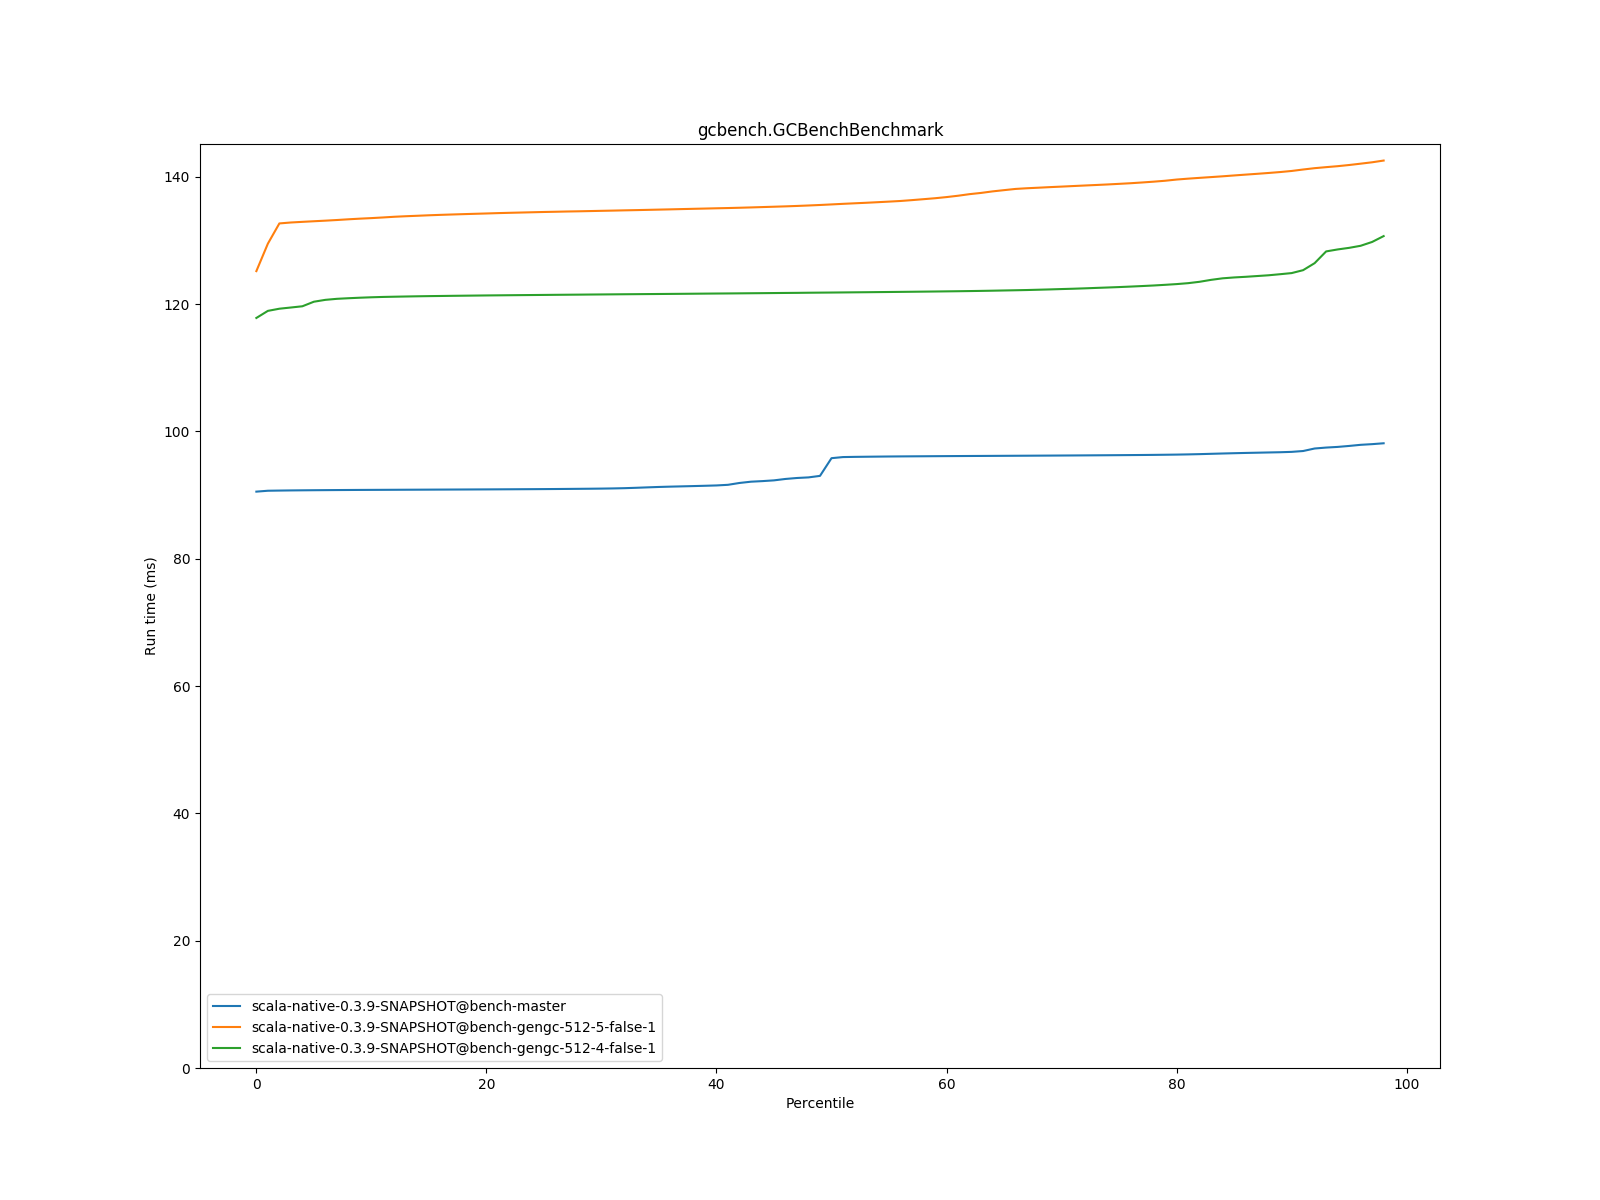 gcbench.GCBenchBenchmark
140
120
100
80
60
40
20
0
Run time (ms)
scala-native-0.3.9-SNAPSHOT@bench-master
scala-native-0.3.9-SNAPSHOT@bench-gengc-512-5-false-1
scala-native-0.3.9-SNAPSHOT@bench-gengc-512-4-false-1
0 20 40 60 80 100
Percentile